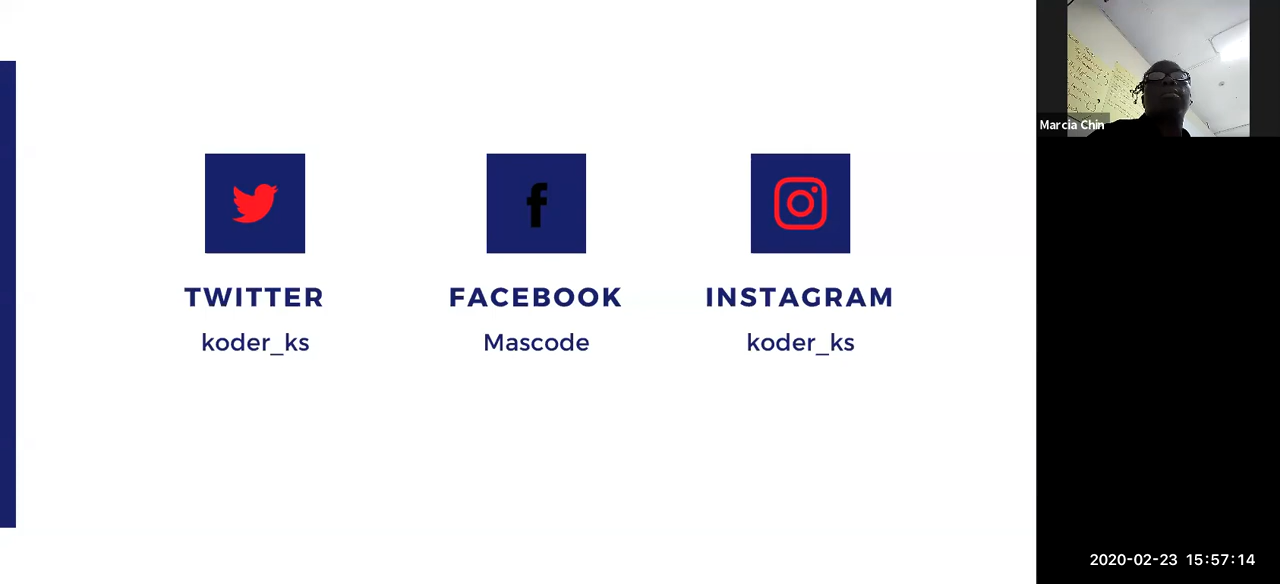 TWITTER
koder_ks
FACEBOOK
Mascode
INSTAGRAM
koder_ks
Marcia Chin
2020-02-23 15:57:14